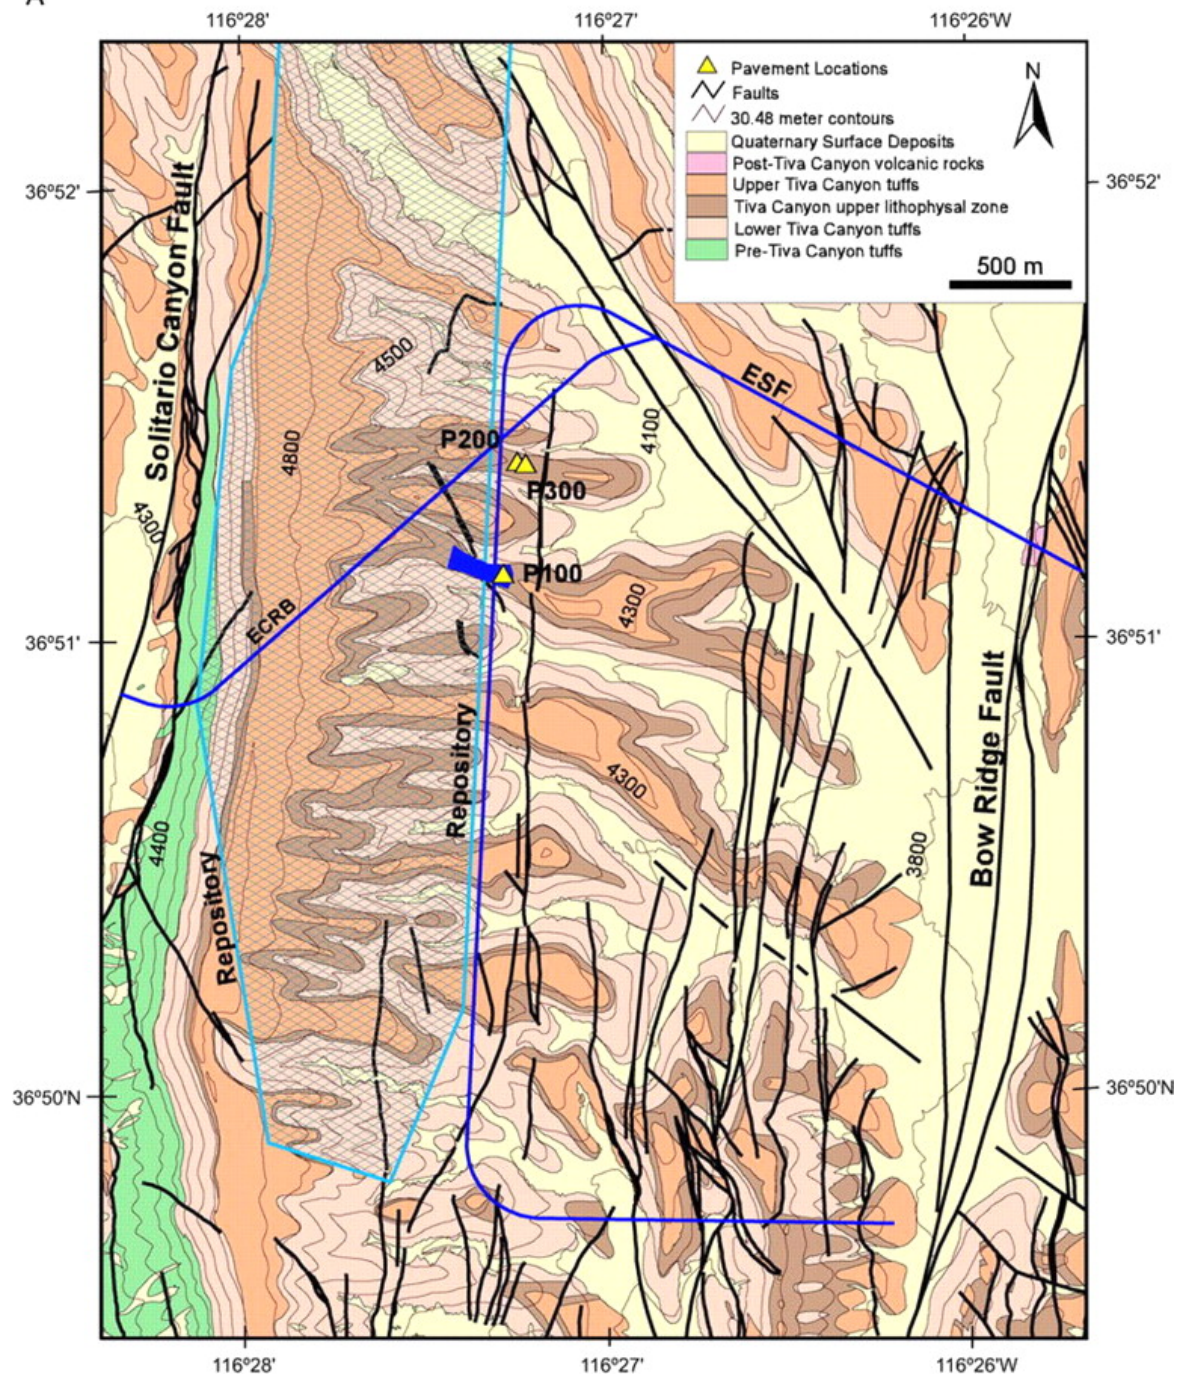 A
116°28'
116°27'
116°26'W
Pavement Locations
Faults
30.48 meter contours
Quaternary Surface Deposits
Post-Tiva Canyon volcanic rocks
Upper Tiva Canyon tuffs
Tiva Canyon upper lithophysal zone
Lower Tiva Canyon tuffs
Pre-Tiva Canyon tuffs
N
500 m
36°52'
36°52'
Solitario Canyon Fault
4500
ESF
4800
4100
P200
P300
4300
P100
4300
ECRB
36°51'
36°51'
Repository
4300
Bow Ridge Fault
4400
3800
Repository
36°50'N
36°50'N
116°28'
116°27'
116°26'W